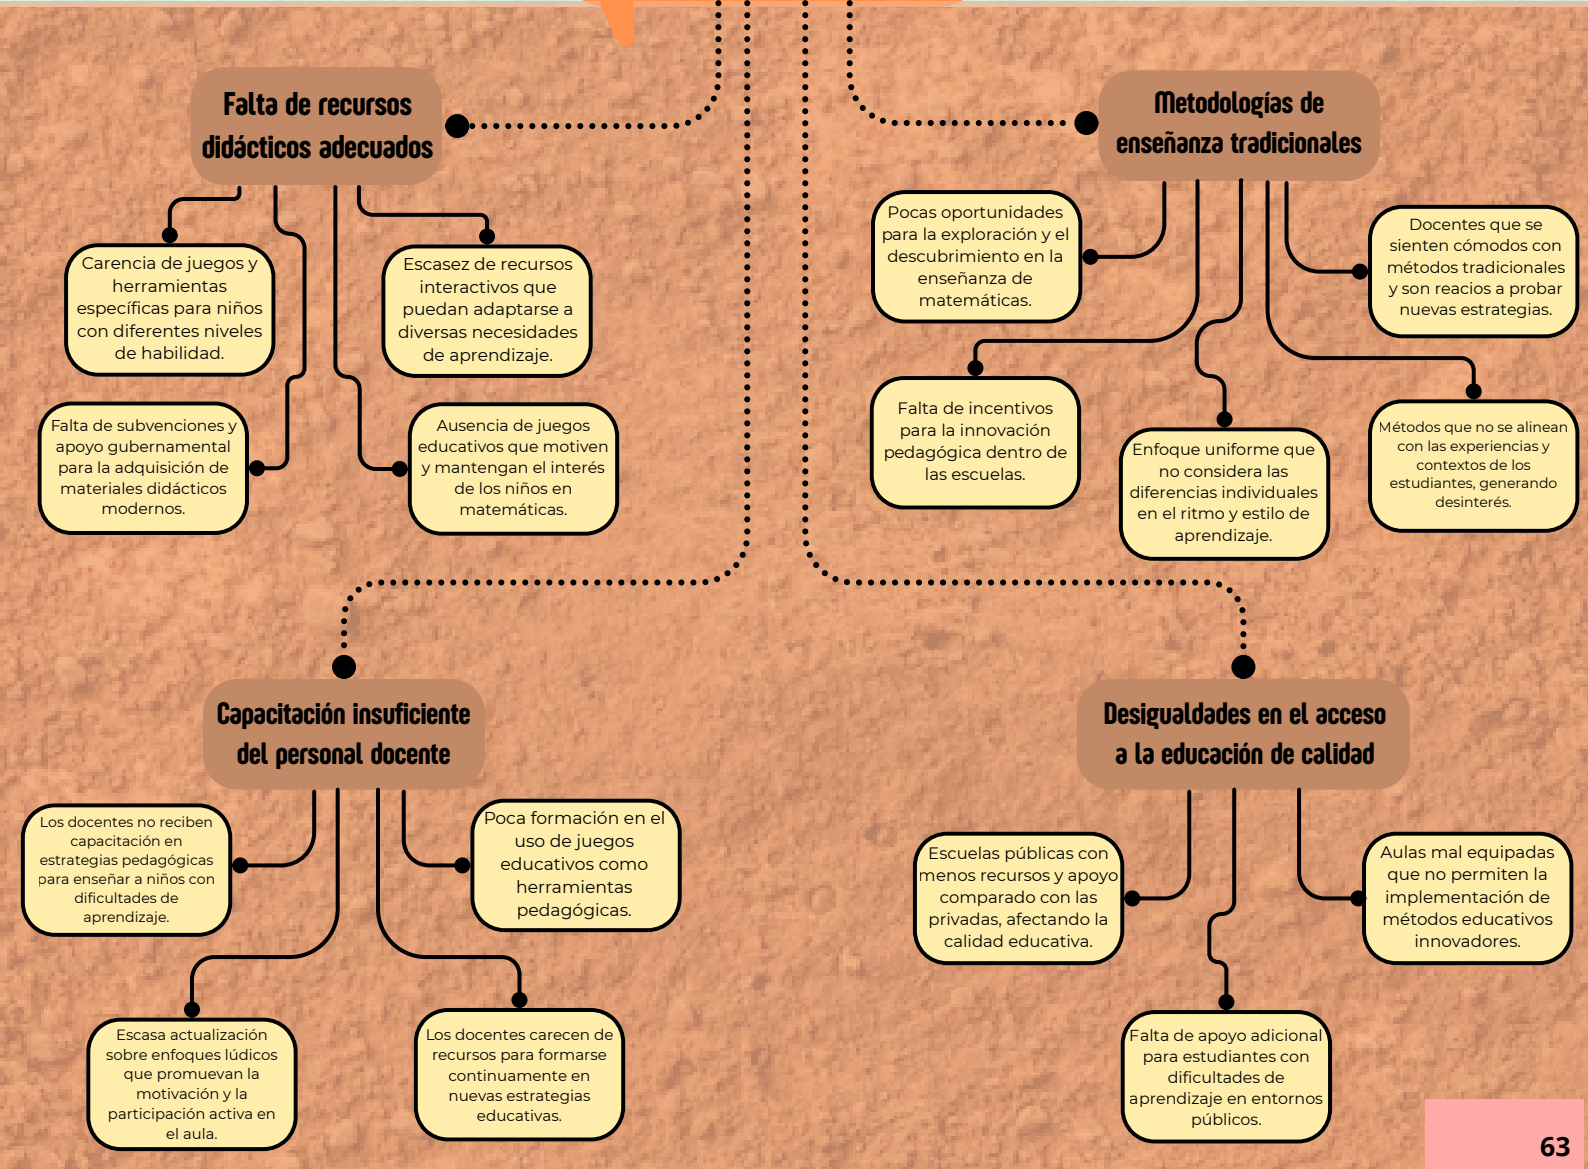 Falta de recursos
didácticos adecuados
Carencia de juegos y
herramientas
específicas para niños
con diferentes niveles
de habilidad.
Escasez de recursos
interactivos que
puedan adaptarse a
diversas necesidades
de aprendizaje.
Falta de subvenciones y
apoyo gubernamental
para la adquisición de
materiales didácticos
modernos.
Ausencia de juegos
educativos que motiven
y mantengan el interés
de los niños en
matemáticas.
Metodologías de
enseñanza tradicionales
Pocas oportunidades
para la exploración y el
descubrimiento en la
enseñanza de
matemáticas.
Docentes que se
sienten cómodos con
métodos tradicionales
y son reacios a probar
nuevas estrategias.
Falta de incentivos
para la innovación
pedagógica dentro de
las escuelas.
Enfoque uniforme que
no considera las
diferencias individuales
en el ritmo y estilo de
aprendizaje.
Métodos que no se alinean
con las experiencias y
contextos de los
estudiantes, generando
desinterés.
Capacitación insuficiente
del personal docente
Los docentes no reciben
capacitación en
estrategias pedagógicas
para enseñar a niños con
dificultades de
aprendizaje.
Poca formación en el
uso de juegos
educativos como
herramientas
pedagógicas.
Escasa actualización
sobre enfoques lúdicos
que promuevan la
motivación y la
participación activa en
el aula.
Los docentes carecen de
recursos para formarse
continuamente en
nuevas estrategias
educativas.
Desigualdades en el acceso
a la educación de calidad
Escuelas públicas con
menos recursos y apoyo
comparado con las
privadas, afectando la
calidad educativa.
Aulas mal equipadas
que no permiten la
implementación de
métodos educativos
innovadores.
Falta de apoyo adicional
para estudiantes con
dificultades de
aprendizaje en entornos
públicos.
63